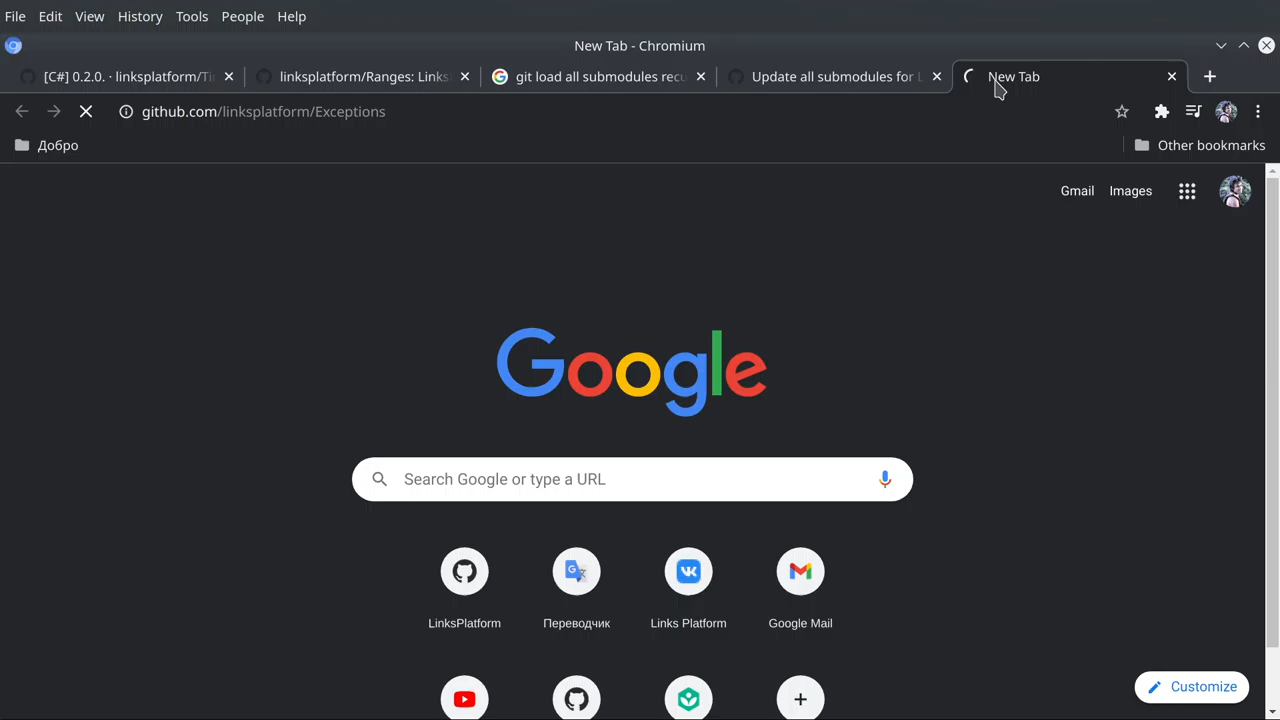 File Edit View History Tools People Help
New Tab - Chromium
[C#] 0.2.0. · linksplatform/Ti
linksplatform/Ranges: Links
git load all submodules recu
Update all submodules for L
New Tab
github.com/linksplatform/Exceptions
Добро
Other bookmarks
Gmail Images
Google
Search Google or type a URL
LinksPlatform
Переводчик
Links Platform
Google Mail
Customize